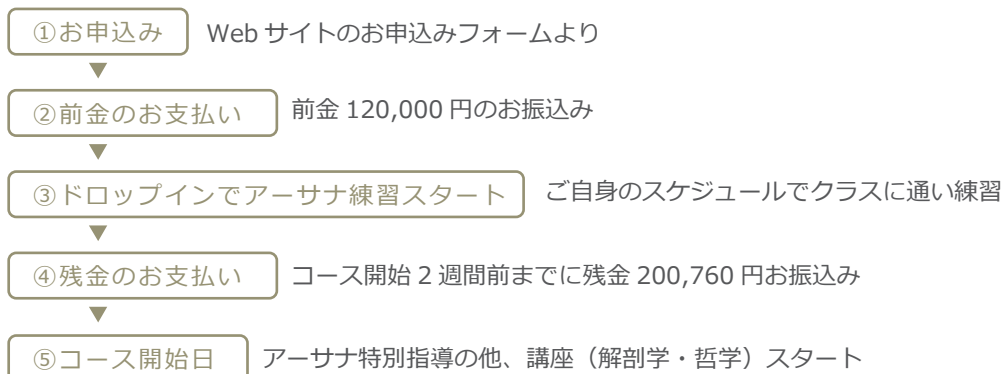 ①お申込み Web サイトのお申込みフォームより
②前金のお支払い 前金 120,000 円のお振込み
③ドロップインでアーサナ練習スタート ご自身のスケジュールでクラスに通い練習
④残金のお支払い コース開始 2 週間前までに残金 200,760 円お振込み
⑤コース開始日 アーサナ特別指導の他、講座（解剖学・哲学）スタート